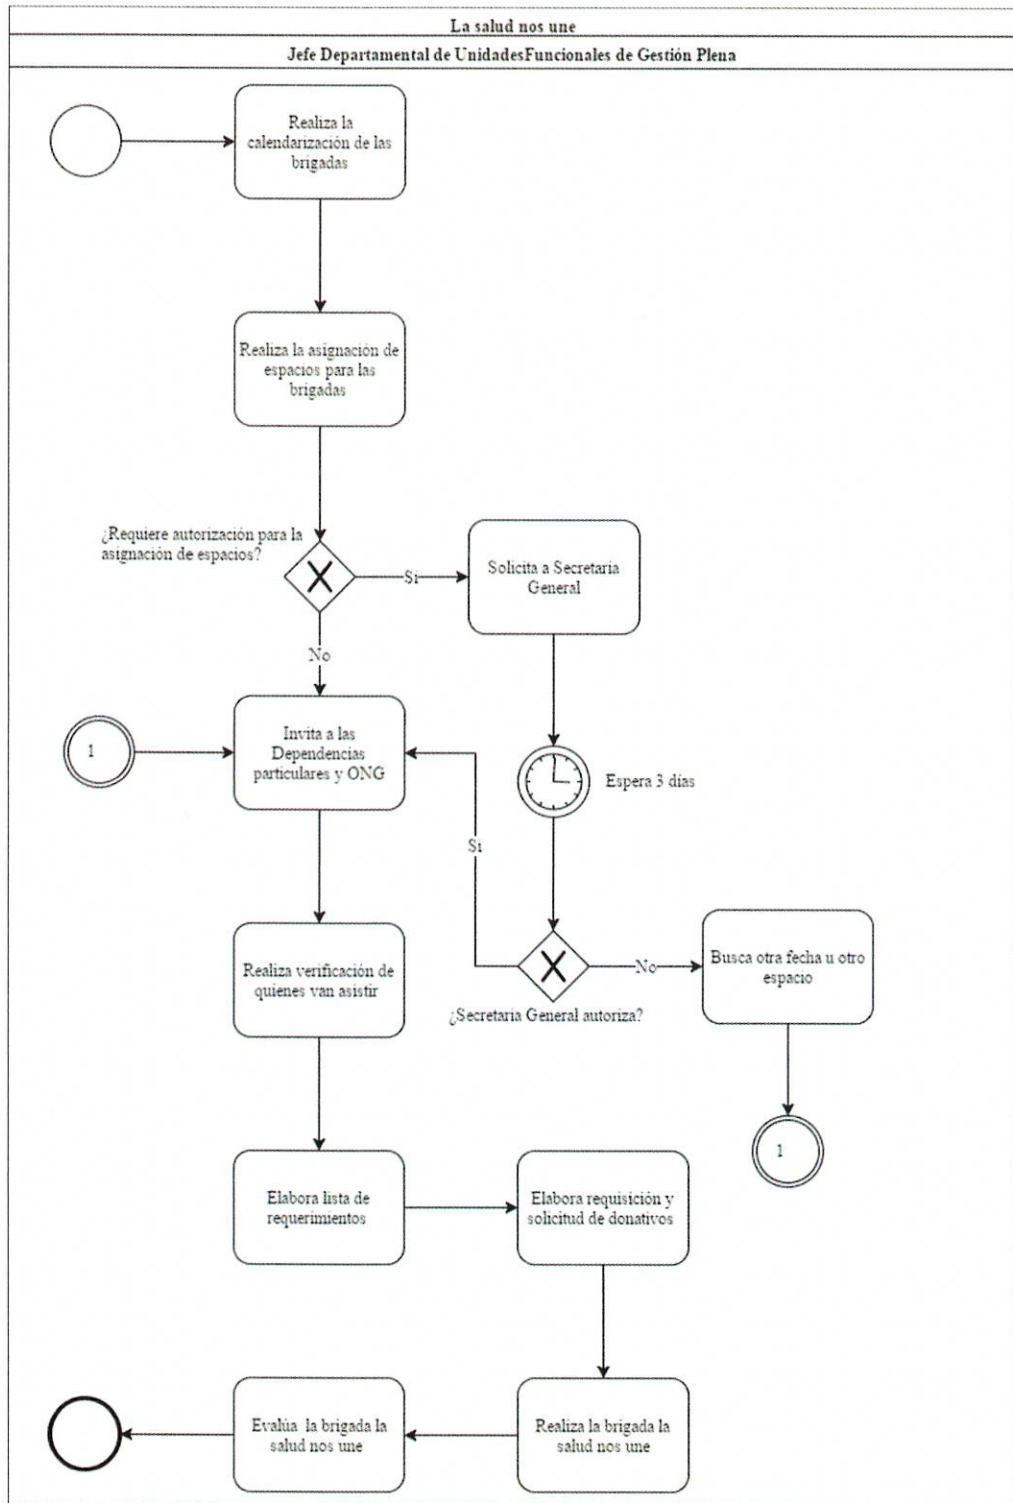 La salud nos une
Jefe Departamental de UnidadesFuncionales de Gestión Plena
Realiza la
calendarización de las
brigadas
Realiza la asignación de
espacios para las
brigadas
¿Requiere autorización para la
asignación de espacios?
Si
Solicita a Secretaria
General
No
1
Invita a las
Dependencias
particulares y ONG
Espera 3 días
Si
Realiza verificación de
quienes van asistir
No
Busca otra fecha u otro
espacio
¿Secretaria General autoriza?
1
Elabora lista de
requerimientos
Elabora requisición y
solicitud de donativos
Evalúa la brigada la
salud nos une
Realiza la brigada la
salud nos une